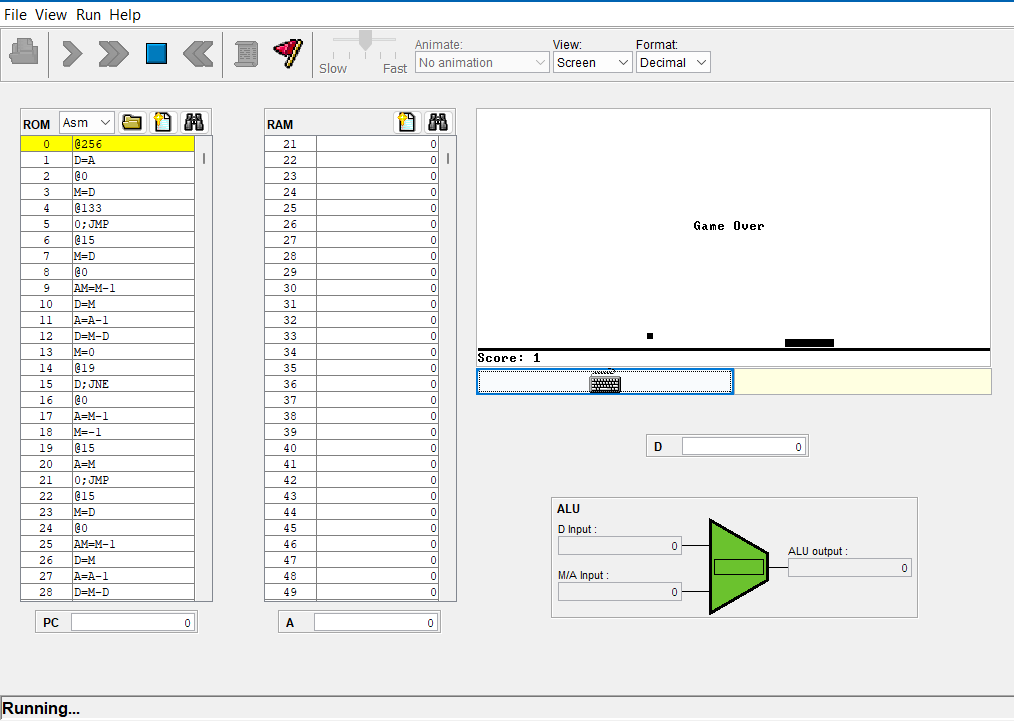 File View Run Help
Animate:
View:
Format:
Slow
Fast
No animation
Screen
Decimal
ROM
Asm
0 @256
1 D=A
2 @0
3 M=D
4 @133
5 0;JMP
6 @15
7 M=D
8 @0
9 AM=M-1
10 D=M
11 A=A-1
12 D=M-D
13 M=0
14 @19
15 D;JNE
16 @0
17 A=M-1
18 M=-1
19 @15
20 A=M
21 0;JMP
22 @15
23 M=D
24 @0
25 AM=M-1
26 D=M
27 A=A-1
28 D=M-D
PC 0
RAM
21 0
22 0
23 0
24 0
25 0
26 0
27 0
28 0
29 0
30 0
31 0
32 0
33 0
34 0
35 0
36 0
37 0
38 0
39 0
40 0
41 0
42 0
43 0
44 0
45 0
46 0
47 0
48 0
49 0
A 0
Game Over
Score: 1
D 0
ALU
D Input :
0
M/A Input :
0
ALU output :
0
Running...